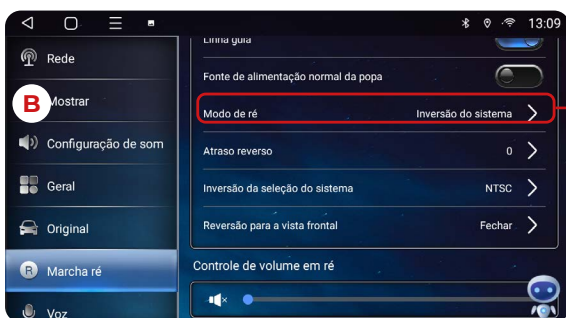 13:09
Linha guia
Rede
Fonte de alimentação normal da popa
B
Mostrar
Modo de ré Inversão do sistema
Configuração de som
Atraso reverso 0
Geral
Inversão da seleção do sistema NTSC
Original
Reversão para a vista frontal Fechar
R Marcha ré
Controle de volume em ré
Voz